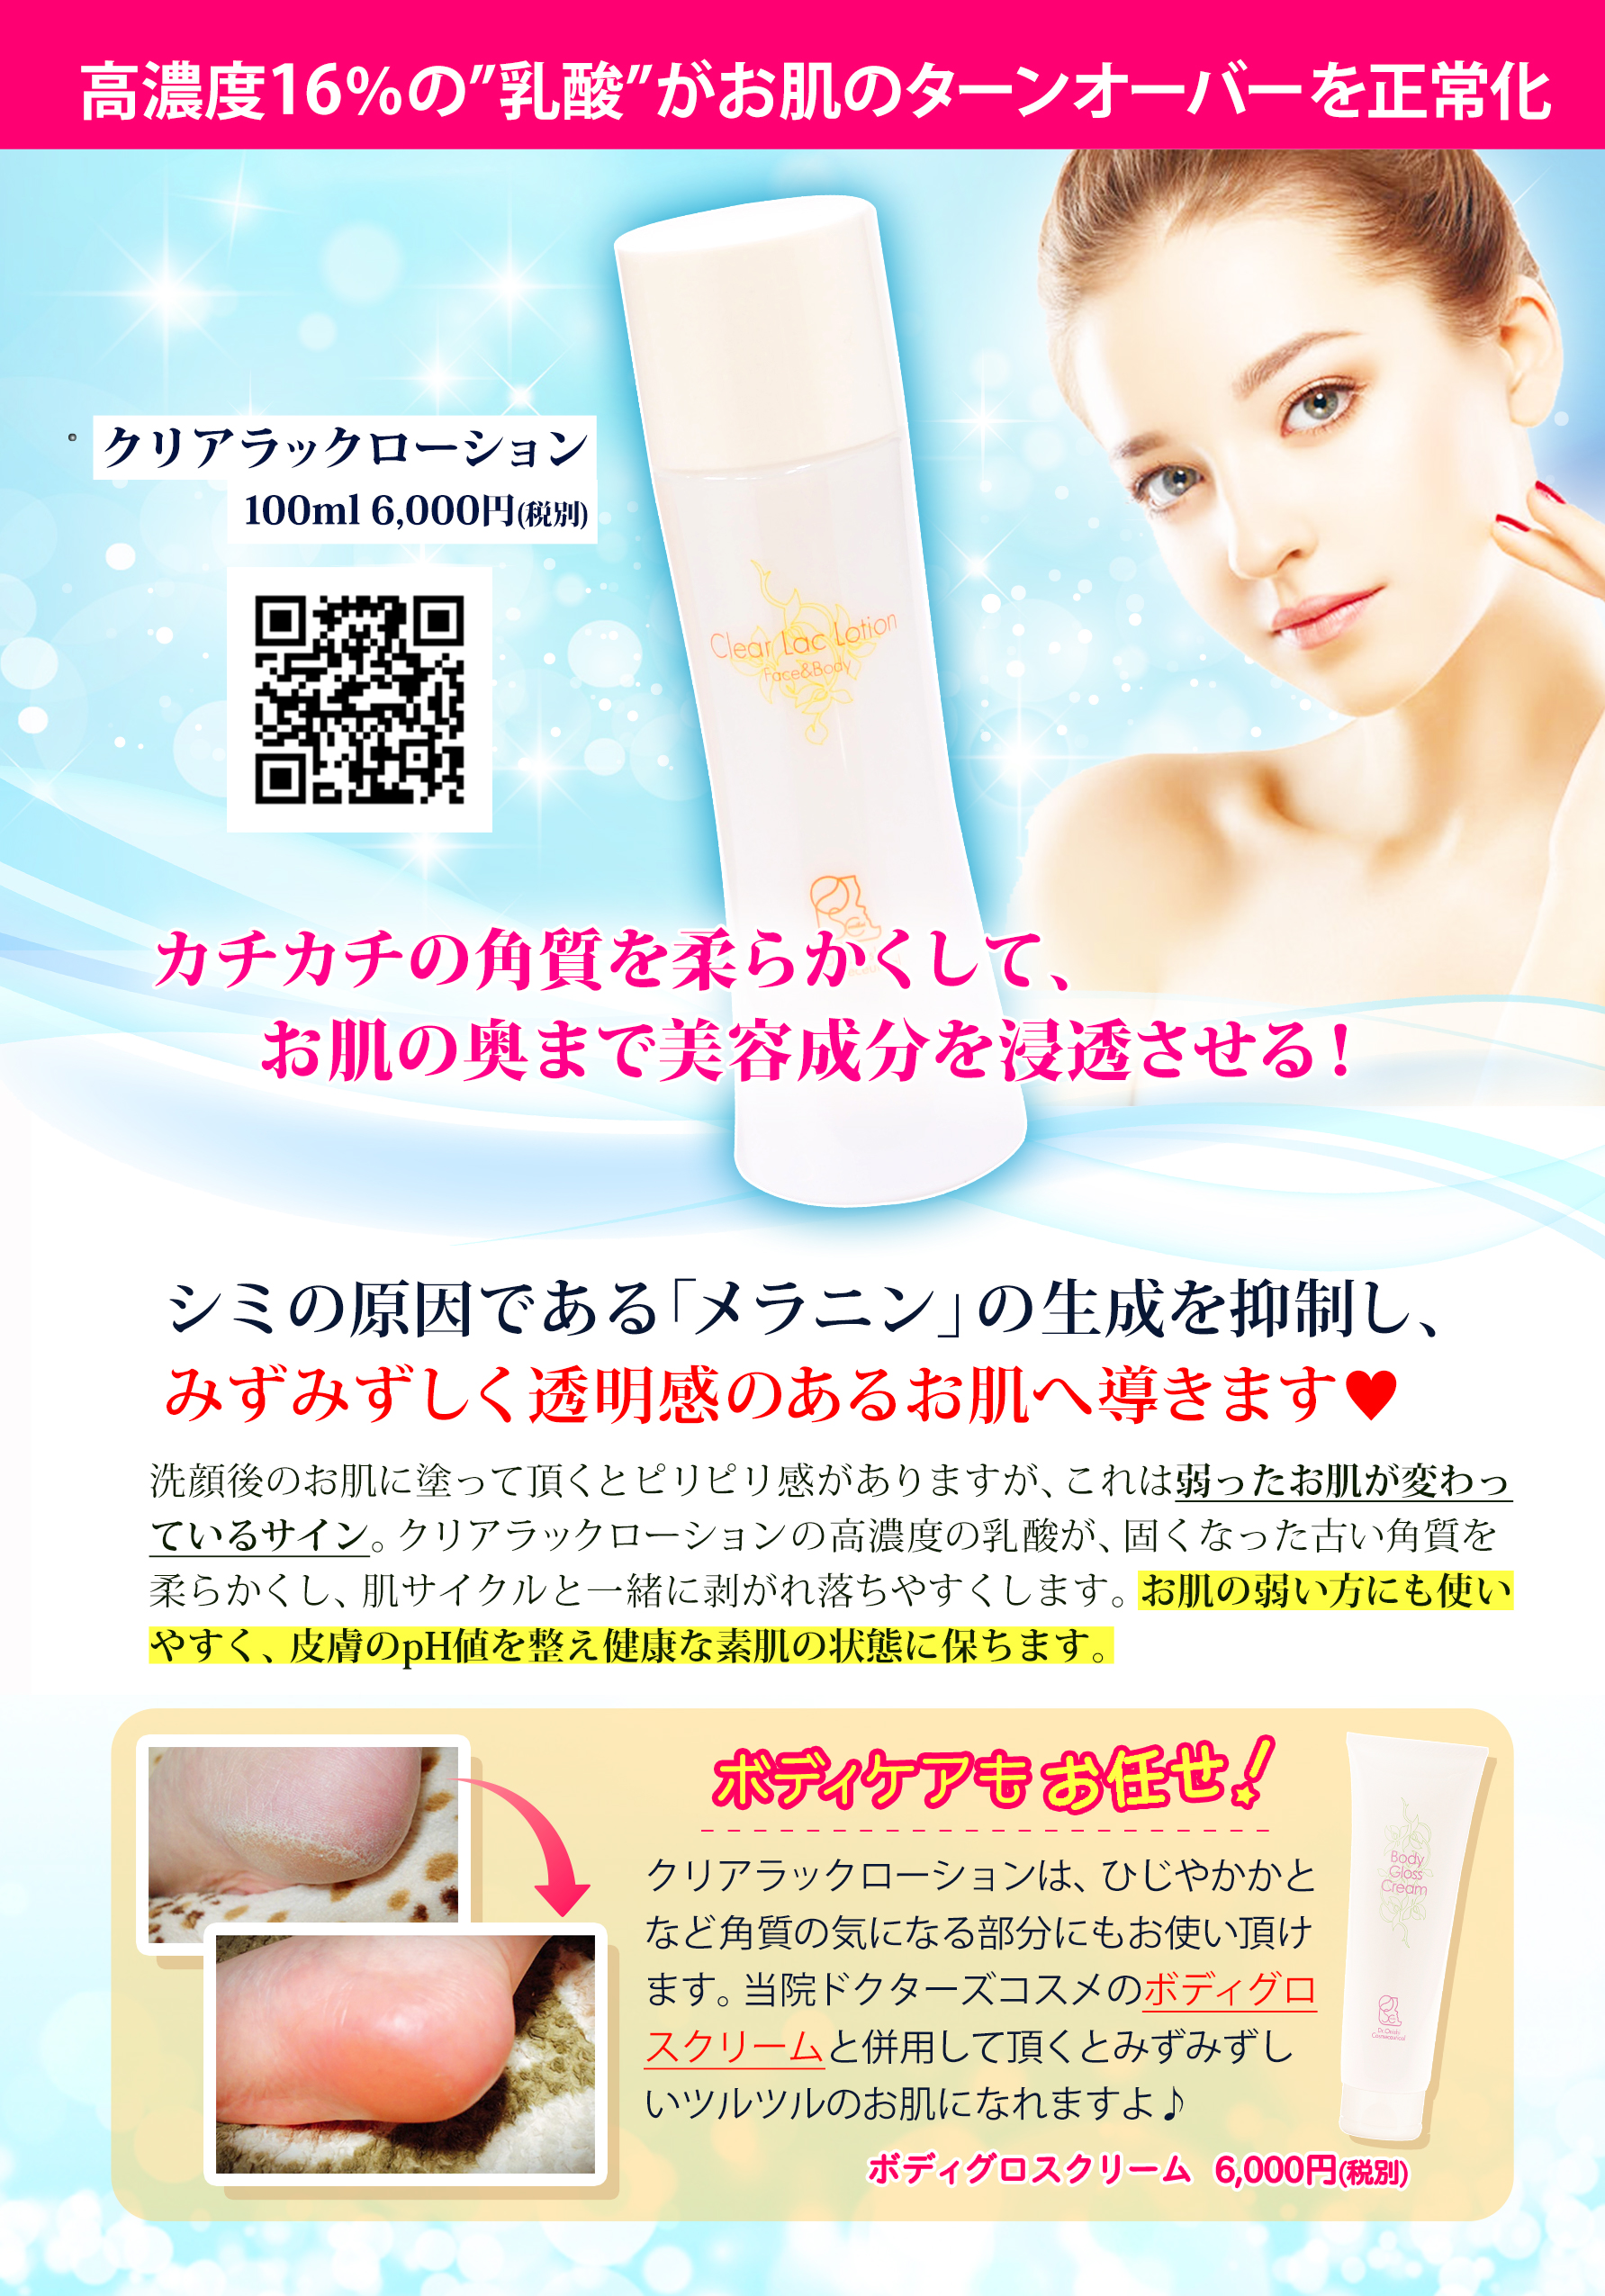 高濃度16%の"乳酸"がお肌のターンオーバーを正常化
クリアラックローション
100ml 6,000円(税別)
Clear Lac Lotion
Face&Body
カチカチの角質を柔らかくして、
お肌の奥まで美容成分を浸透させる!
シミの原因である「メラニン」の生成を抑制し、
みずみずしく透明感のあるお肌へ導きます♥
洗顔後のお肌に塗って頂くとピリピリ感がありますが、これは弱ったお肌が変わっ
ているサイン。クリアラックローションの高濃度の乳酸が、固くなった古い角質を
柔らかくし、肌サイクルと一緒に剥がれ落ちやすくします。お肌の弱い方にも使い
やすく、皮膚のpH値を整え健康な素肌の状態に保ちます。
ボディケアもお任せ!
クリアラックローションは、ひじやかかと
など角質の気になる部分にもお使い頂け
ます。当院ドクターズコスメのボディグロ
スクリームと併用して頂くとみずみずし
いツルツルのお肌になれますよ♪
Body
Gloss
Cream
ボディグロスクリーム 6,000円(税別)